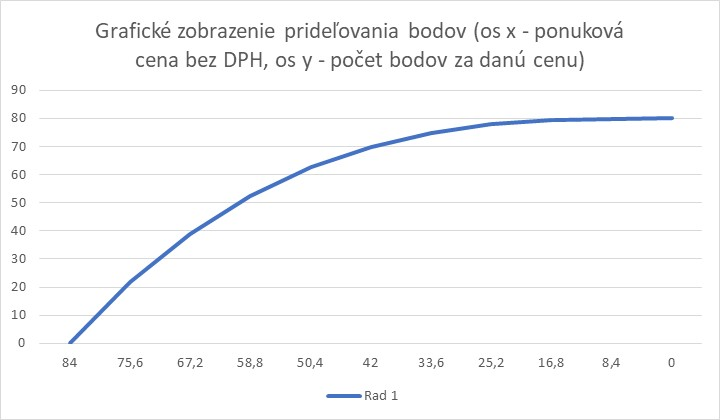 Grafické zobrazenie prideľovania bodov (os x - ponuková
cena bez DPH, os y - počet bodov za danú cenu)
90
80
70
60
50
40
30
20
10
0
84 75,6 67,2 58,8 50,4 42 33,6 25,2 16,8 8,4 0
Rad 1